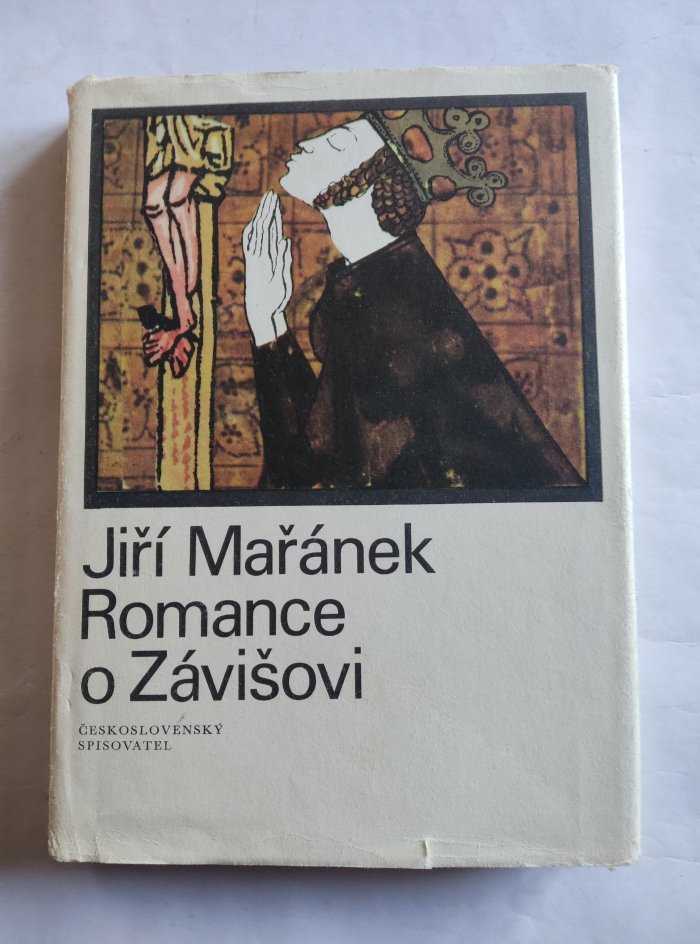 Jiří Mařánek
Romance
o Závišovi
ČESKOSLOVENSKÝ
SPISOVATEL